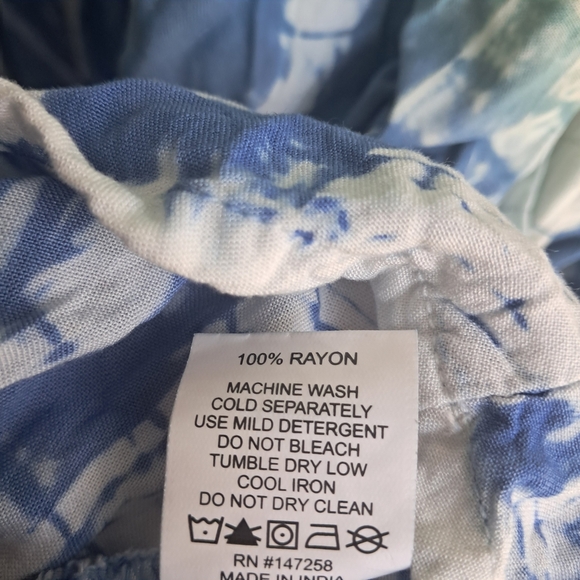 100% RAYON
MACHINE WASH
COLD SEPARATELY
USE MILD DETERGENT
DO NOT BLEACH
TUMBLE DRY LOW
COOL IRON
DO NOT DRY CLEAN
RN #147258
MADE IN INDIA